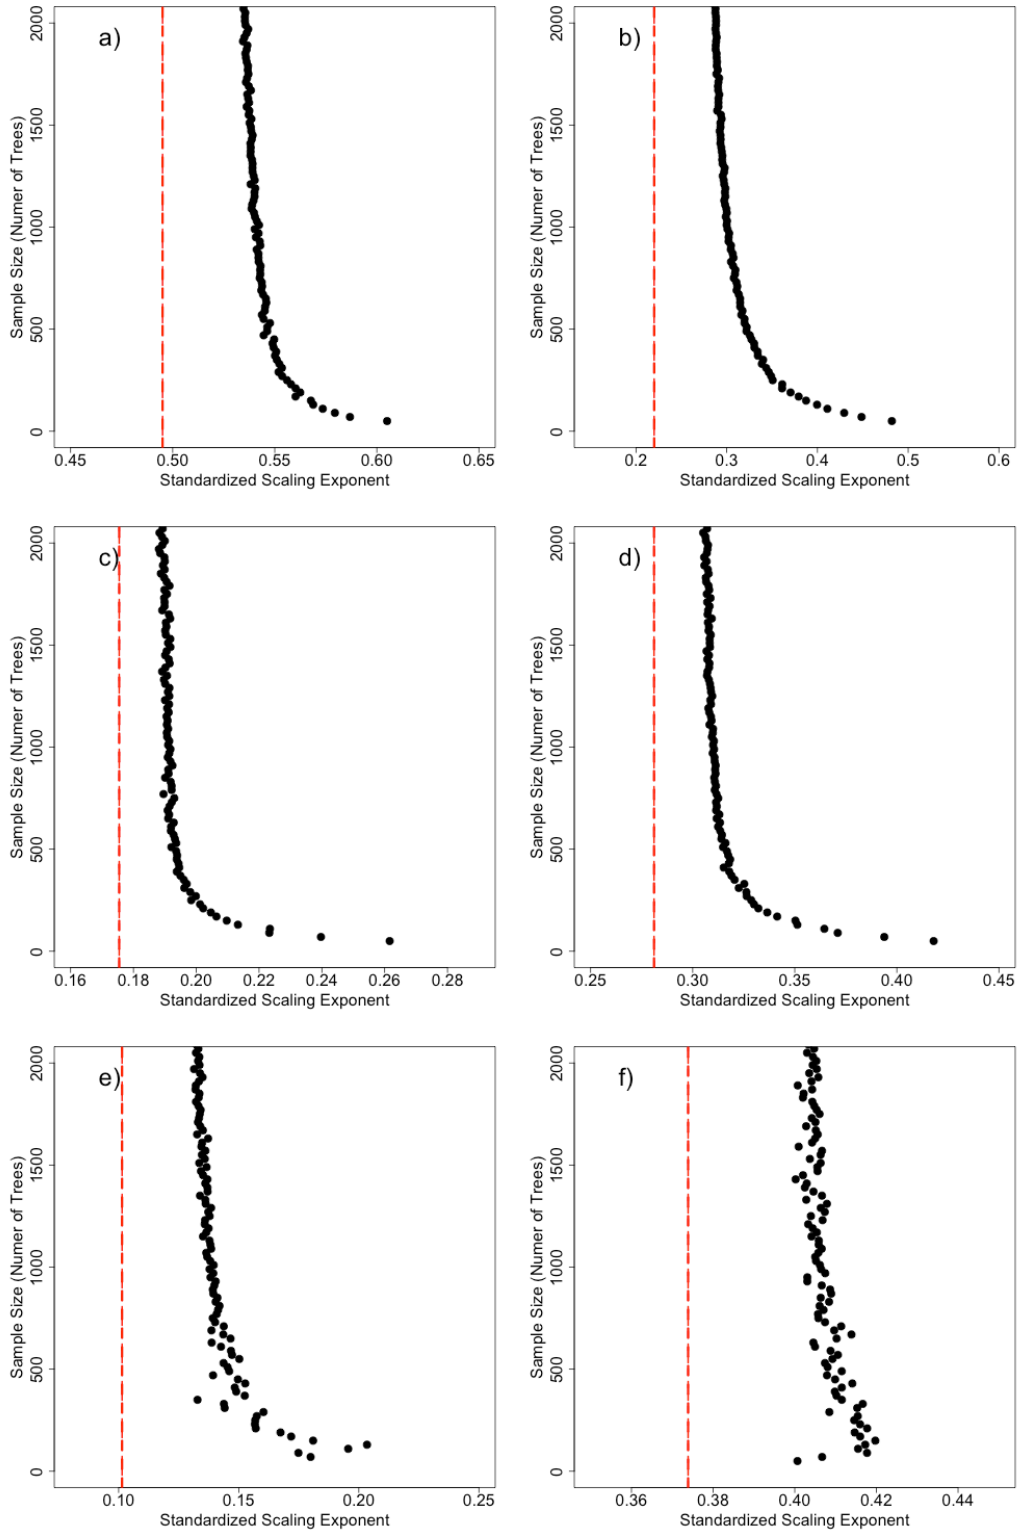 a)
2000
1500
1000
500
0
Sample Size (Numer of Trees)
0.45 0.50 0.55 0.60 0.65
Standardized Scaling Exponent
b)
2000
1500
1000
500
0
Sample Size (Numer of Trees)
0.2 0.3 0.4 0.5 0.6
Standardized Scaling Exponent
c)
2000
1500
1000
500
0
Sample Size (Numer of Trees)
0.16 0.18 0.20 0.22 0.24 0.26 0.28
Standardized Scaling Exponent
d)
2000
1500
1000
500
0
Sample Size (Numer of Trees)
0.25 0.30 0.35 0.40 0.45
Standardized Scaling Exponent
e)
2000
1500
1000
500
0
Sample Size (Numer of Trees)
0.10 0.15 0.20 0.25
Standardized Scaling Exponent
f)
2000
1500
1000
500
0
Sample Size (Numer of Trees)
0.36 0.38 0.40 0.42 0.44
Standardized Scaling Exponent